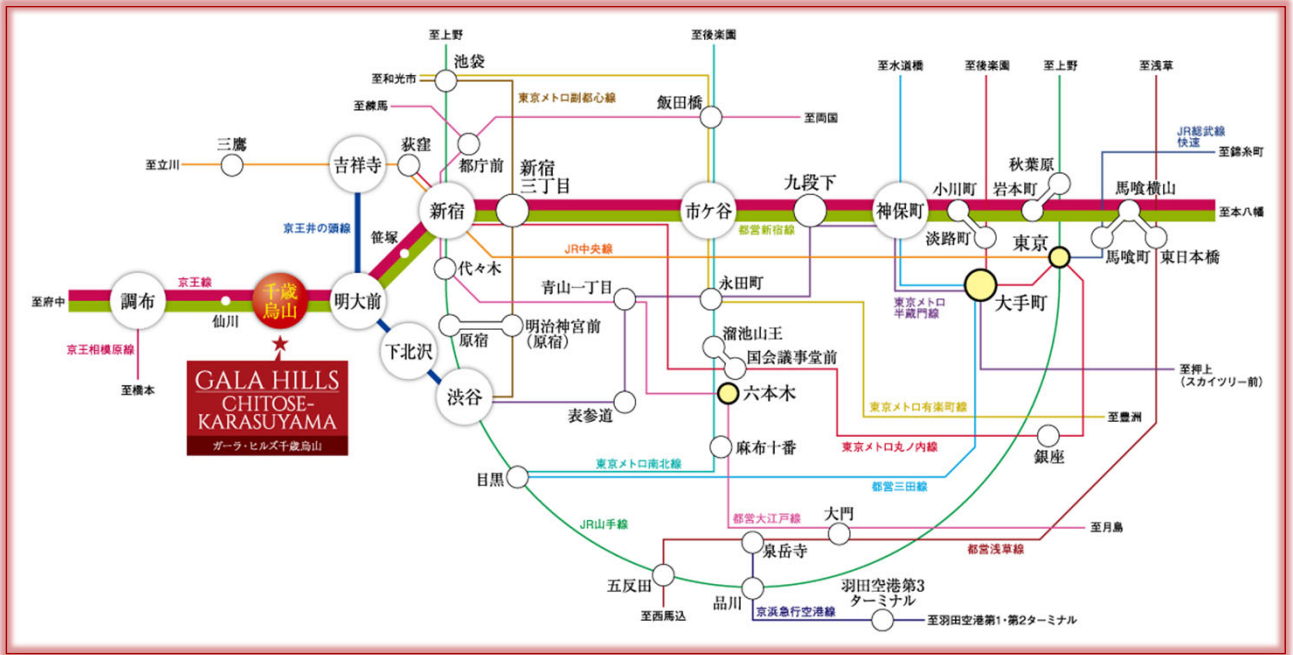 至上野
至後楽園
池袋
至和光市
至水道橋
至後楽園
至上野
至浅草
東京メトロ副都心線
飯田橋
至練馬
至両国
JR総武線
快速
三鷹
吉祥寺
荻窪
都庁前
新宿
三丁目
至立川
秋葉原
至錦糸町
九段下
小川町
岩本町
馬喰横山
新宿
市ケ谷
神保町
至本八幡
京王井の頭線
笹塚
都営新宿線
淡路町
東京
馬喰町
東日本橋
JR中央線
代々木
京王線
千歳
烏山
青山一丁目
永田町
大手町
東京メトロ
半蔵門線
至府中
調布
仙川
明大前
原宿
明治神宮前
(原宿)
溜池山王
国会議事堂前
京王相模原線
下北沢
至橋本
GALA HILLS
CHITOSE-
KARASUYAMA
ガーラ・ヒルズ千歳烏山
至押上
(スカイツリー前)
渋谷
表参道
六本木
東京メトロ有楽町線
至豊洲
麻布十番
東京メトロ丸ノ内線
銀座
東京メトロ南北線
目黒
都営三田線
JR山手線
都営大江戸線
大門
至月島
泉岳寺
都営浅草線
五反田
品川
羽田空港第3
ターミナル
至西馬込
京浜急行空港線
至羽田空港第1・第2ターミナル